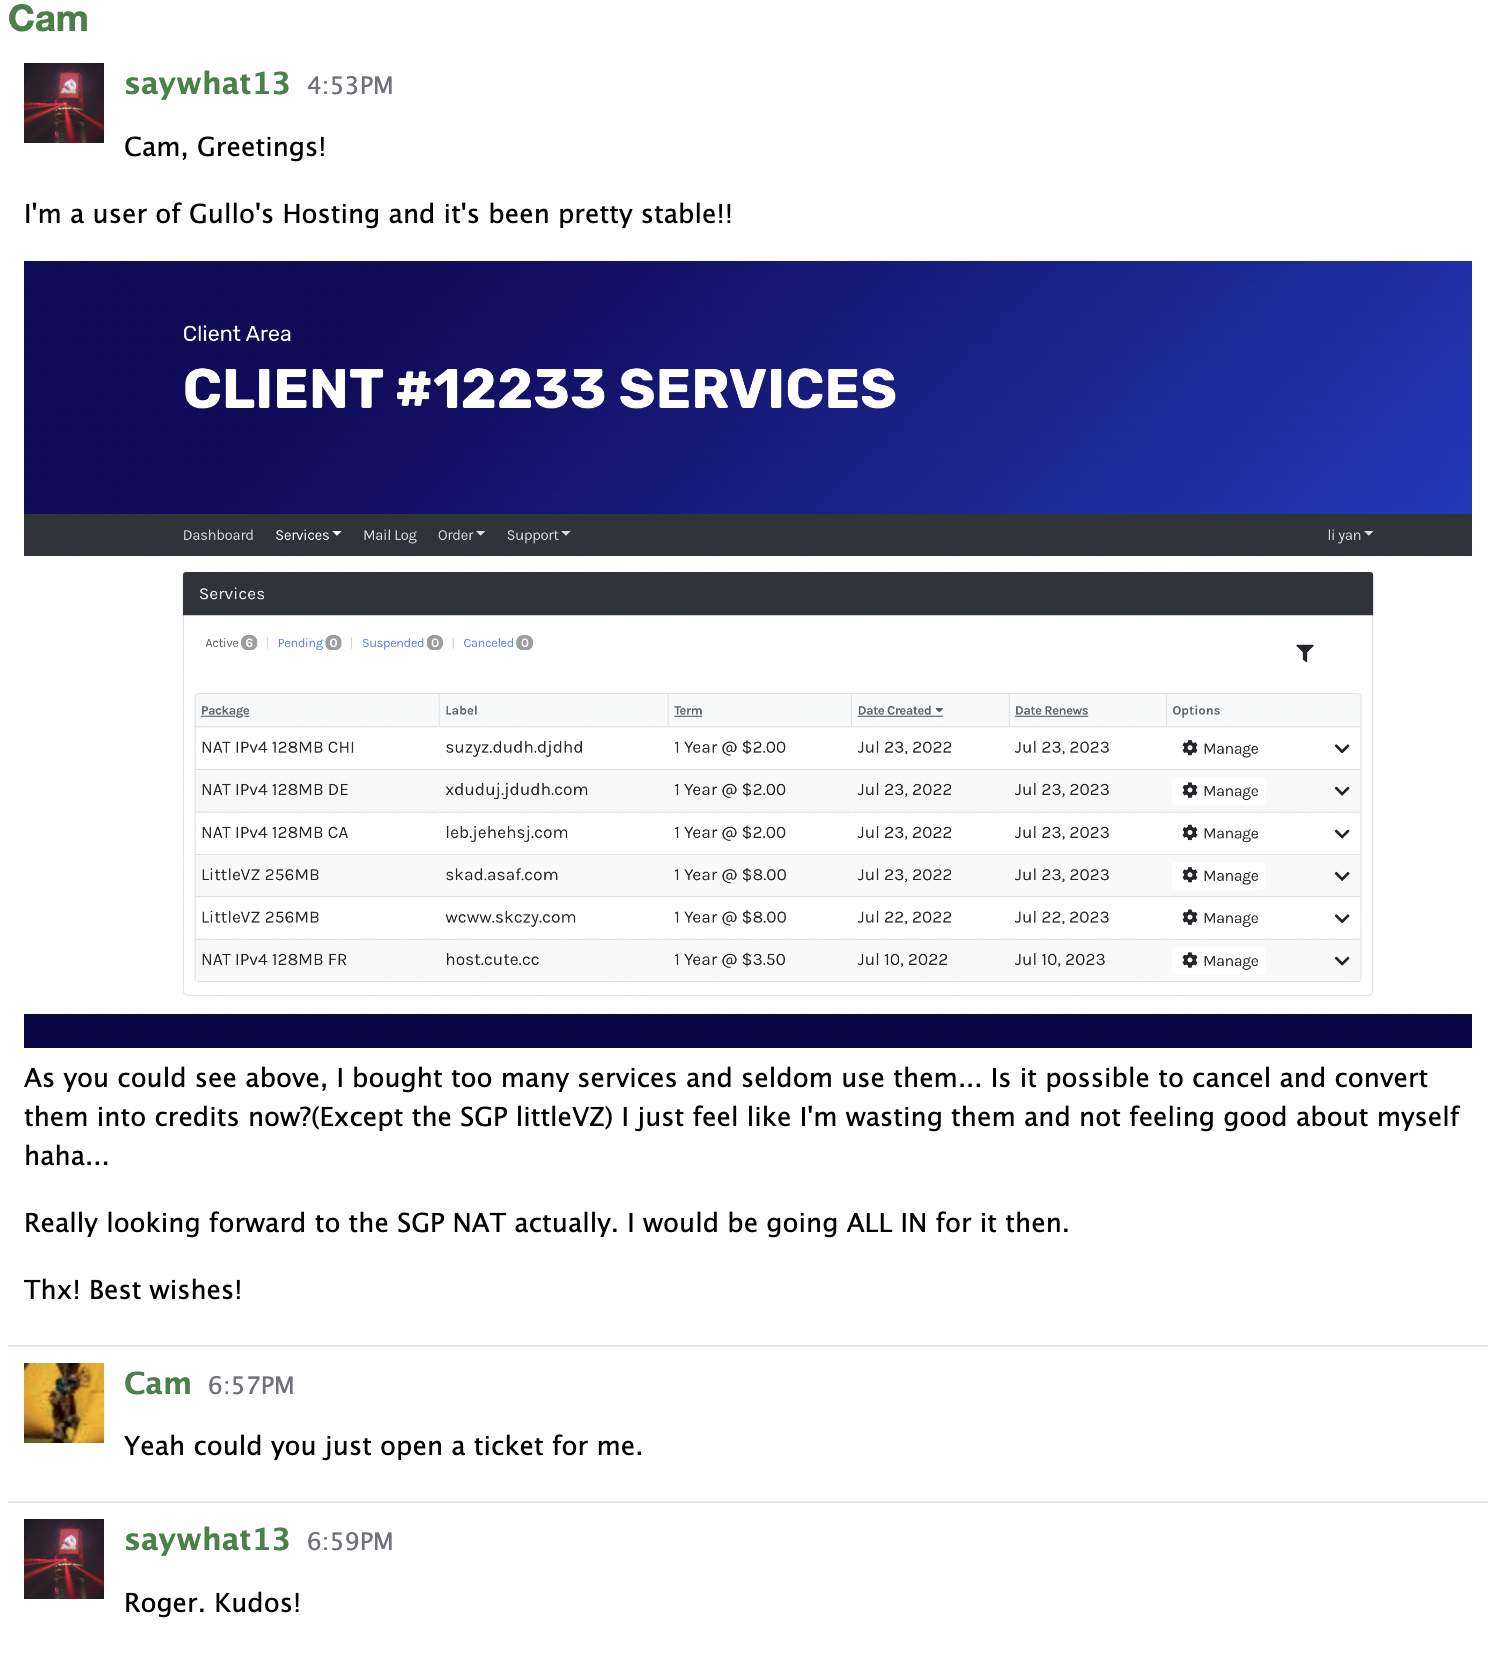 Cam
saywhat13 4:53PM
Cam, Greetings!
I'm a user of Gullo's Hosting and it's been pretty stable!!
Client Area
CLIENT #12233 SERVICES
Dashboard Services Mail Log Order Support li yan
Services
Active 6 | Pending 0 | Suspended 0 | Canceled 0
Package Label Term Date Created Date Renews Options
NAT IPv4 128MB CHI suzyz.dudh.djdhd 1 Year @ $2.00 Jul 23, 2022 Jul 23, 2023 Manage
NAT IPv4 128MB DE xduduj.jdudh.com 1 Year @ $2.00 Jul 23, 2022 Jul 23, 2023 Manage
NAT IPv4 128MB CA leb.jehehsj.com 1 Year @ $2.00 Jul 23, 2022 Jul 23, 2023 Manage
LittleVZ 256MB skad.asaf.com 1 Year @ $8.00 Jul 23, 2022 Jul 23, 2023 Manage
LittleVZ 256MB wcww.skczy.com 1 Year @ $8.00 Jul 22, 2022 Jul 22, 2023 Manage
NAT IPv4 128MB FR host.cute.cc 1 Year @ $3.50 Jul 10, 2022 Jul 10, 2023 Manage
As you could see above, I bought too many services and seldom use them... Is it possible to cancel and convert
them into credits now?(Except the SGP littleVZ) I just feel like I'm wasting them and not feeling good about myself
haha...
Really looking forward to the SGP NAT actually. I would be going ALL IN for it then.
Thx! Best wishes!
Cam 6:57PM
Yeah could you just open a ticket for me.
saywhat13 6:59PM
Roger. Kudos!